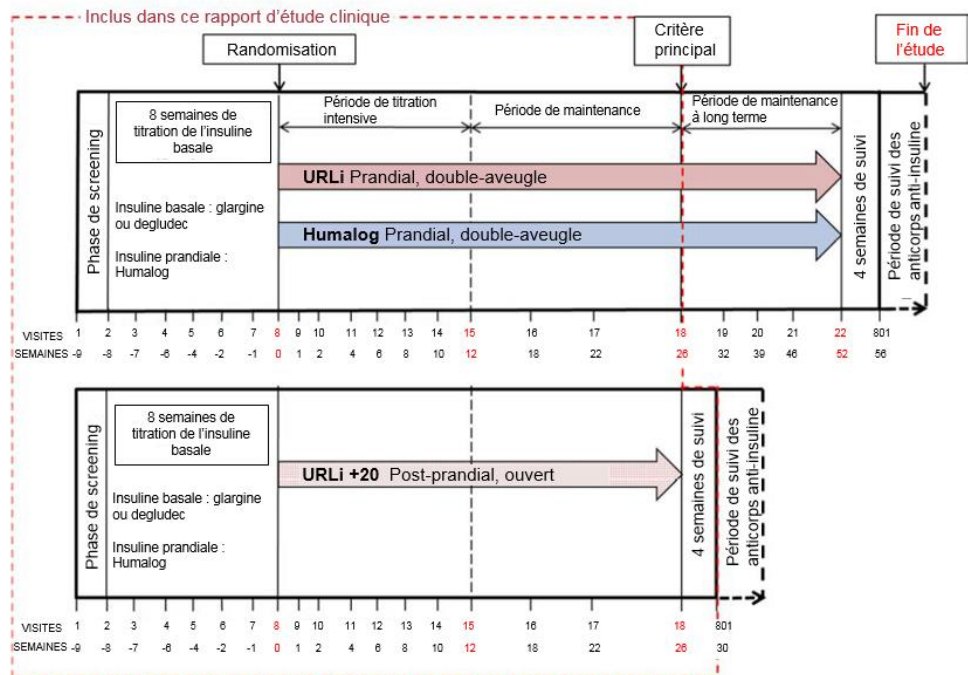 Inclus dans ce rapport d'étude clinique
Randomisation
Critère
principal
Fin de
l'étude
Phase de screening
8 semaines de
titration de l'insuline
basale
Insuline basale : glargine
ou degludec
Insuline prandiale :
Humalog
Période de titration
intensive
Période de maintenance
Période de maintenance
à long terme
URLi Prandial, double-aveugle
Humalog Prandial, double-aveugle
4 semaines de suivi
Période de suivi des
anticorps anti-insuline
VISITES 1 2 3 4 5 6 7 8 9 10 11 12 13 14 15 16 17 18 19 20 21 22 801
SEMAINES -9 -8 -7 -6 -4 -2 -1 0 1 2 4 6 8 10 12 18 22 26 32 39 46 52 56
Phase de screening
8 semaines de
titration de l'insuline
basale
Insuline basale : glargine
ou degludec
Insuline prandiale :
Humalog
URLi +20 Post-prandial, ouvert
4 semaines de suivi
Période de suivi des
anticorps anti-insuline
VISITES 1 2 3 4 5 6 7 8 9 10 11 12 13 14 15 16 17 18 801
SEMAINES -9 -8 -7 -6 -4 -2 -1 0 1 2 4 6 8 10 12 18 22 26 30